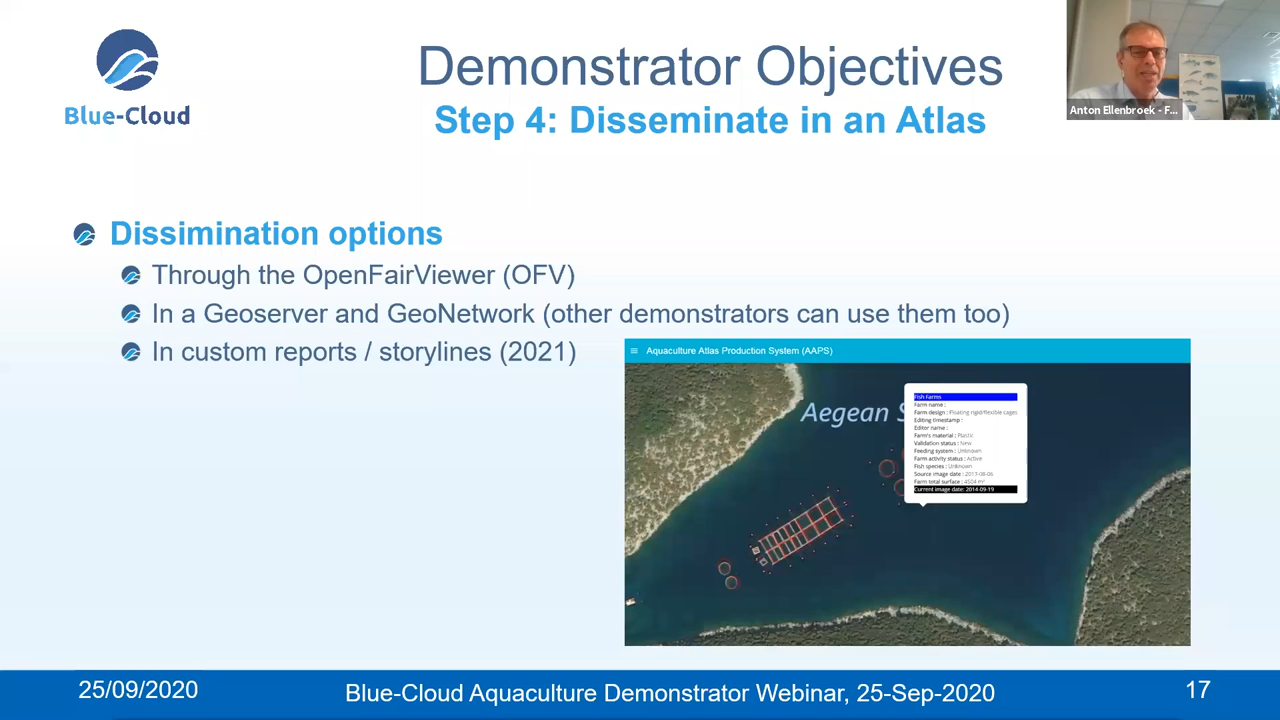 Blue-Cloud
Demonstrator Objectives
Step 4: Disseminate in an Atlas
Anton Ellenbroek - F...
Dissimination options
Through the OpenFairViewer (OFV)
In a Geoserver and GeoNetwork (other demonstrators can use them too)
In custom reports / storylines (2021)
Aquaculture Atlas Production System (AAPS)
Aegean S
Fish Farms
Farm name :
Farm design : Floating rigid/flexible cages
Editing timestamp :
Editor name :
Farm's material : Plastic
Validation status : New
Feeding system : Unknown
Farm activity status : Active
Fish species : Unknown
Source image date : 2017-08-06
Farm total surface : 4504 m²
Current image date: 2014-09-19
25/09/2020
Blue-Cloud Aquaculture Demonstrator Webinar, 25-Sep-2020
17